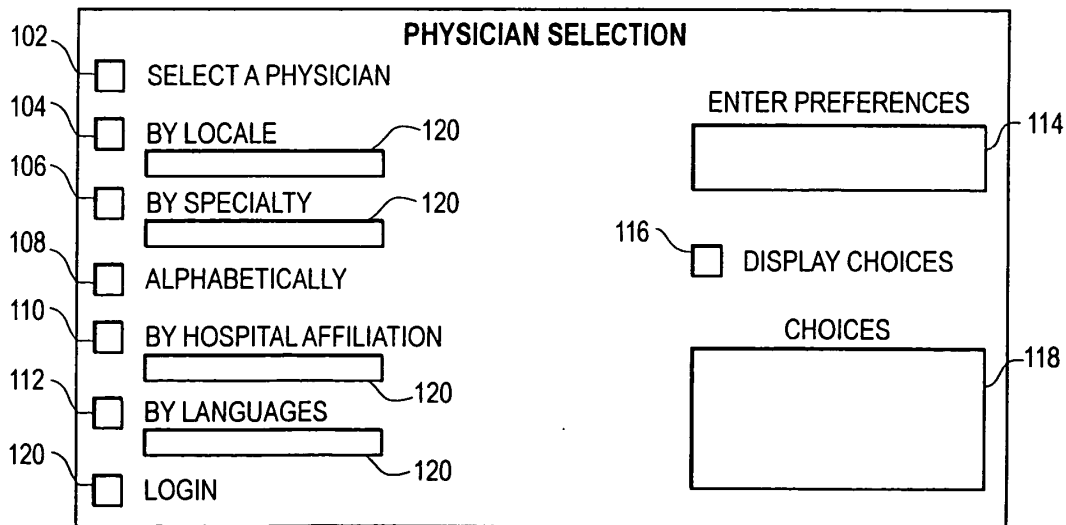 PHYSICIAN SELECTION
102
SELECT A PHYSICIAN
104
BY LOCALE
120
106
BY SPECIALTY
120
108
ALPHABETICALLY
110
BY HOSPITAL AFFILIATION
120
112
BY LANGUAGES
120
120
LOGIN
ENTER PREFERENCES
114
116
DISPLAY CHOICES
CHOICES
118